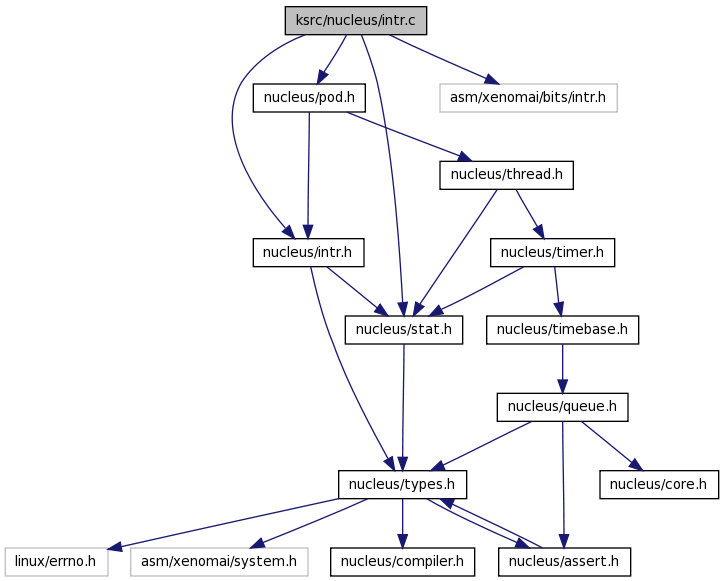 ksrc/nucleus/intr.c
nucleus/pod.h
asm/xenomai/bits/intr.h
nucleus/thread.h
nucleus/intr.h
nucleus/timer.h
nucleus/stat.h
nucleus/timebase.h
nucleus/queue.h
nucleus/types.h
nucleus/core.h
linux/errno.h
asm/xenomai/system.h
nucleus/compiler.h
nucleus/assert.h